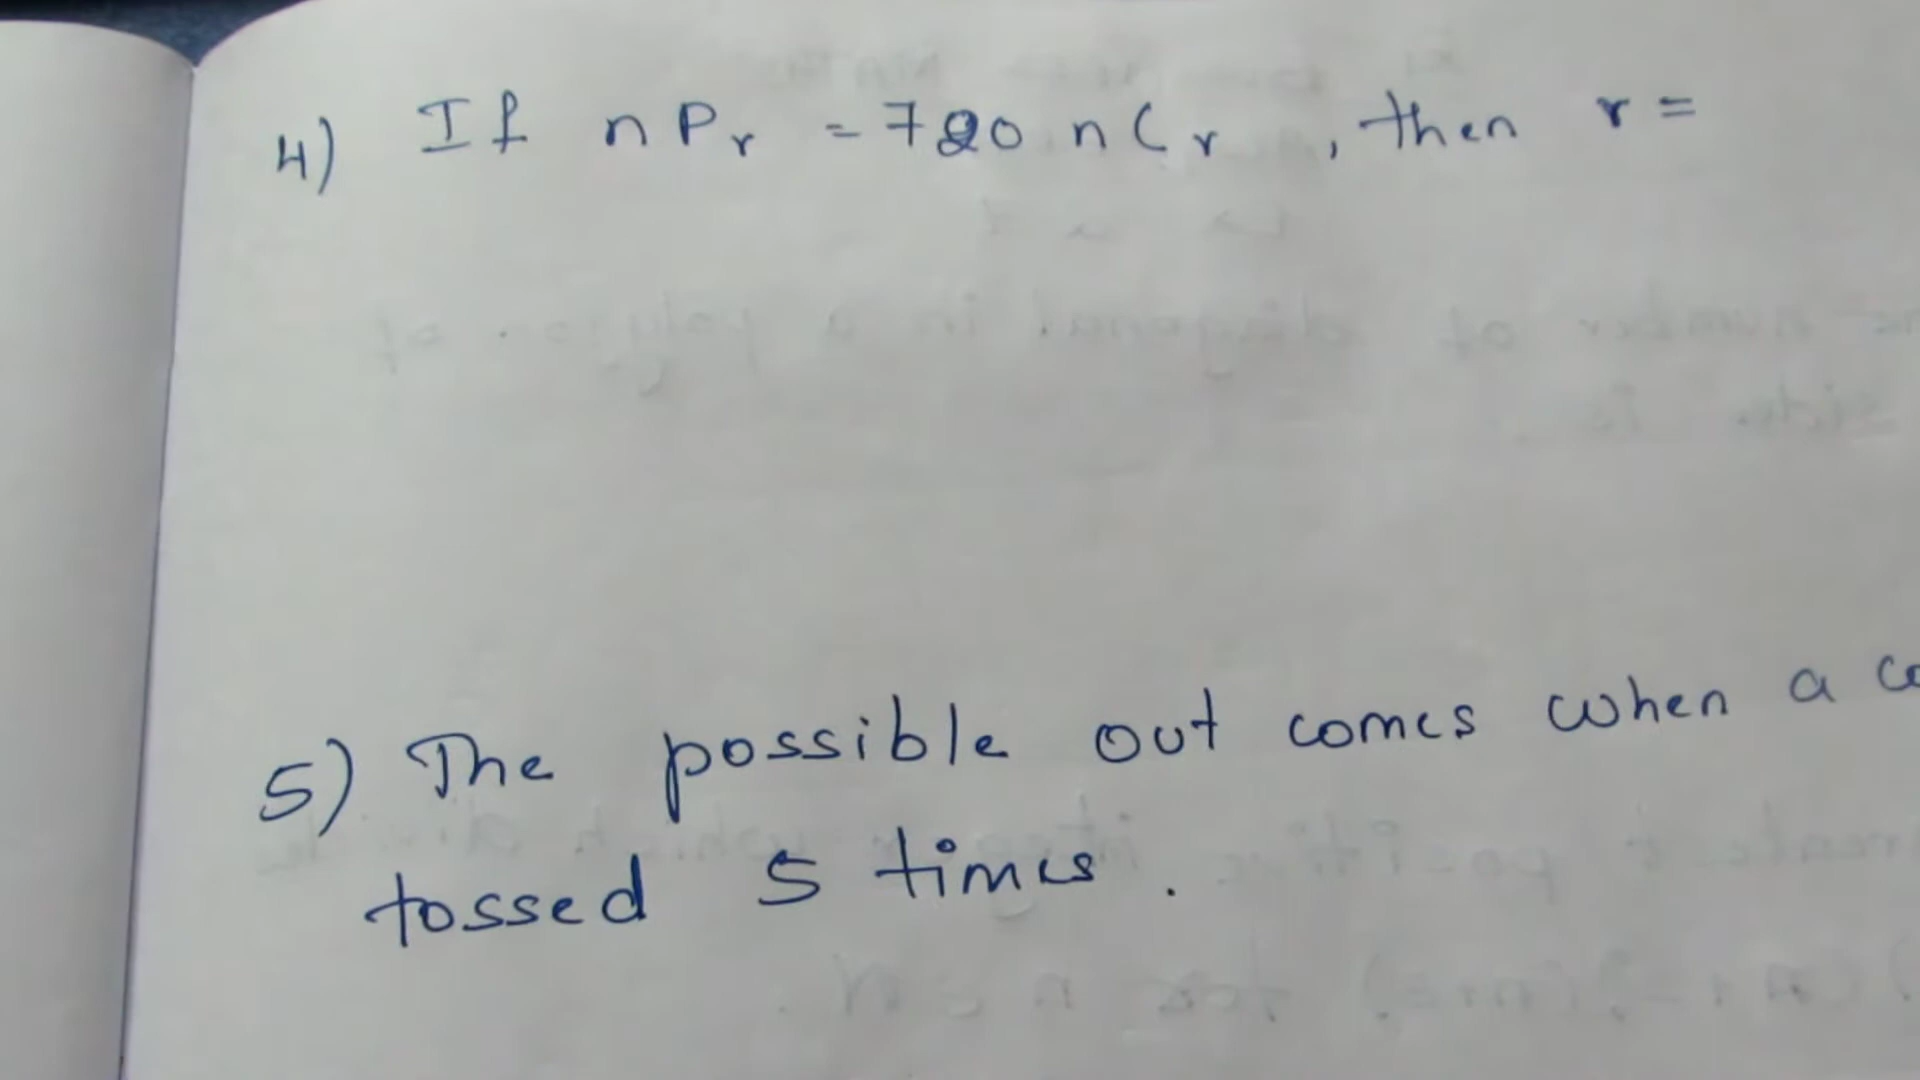 4) If nPr = 720 nCr , then r =
5) The possible out comes when a
tossed 5 times .